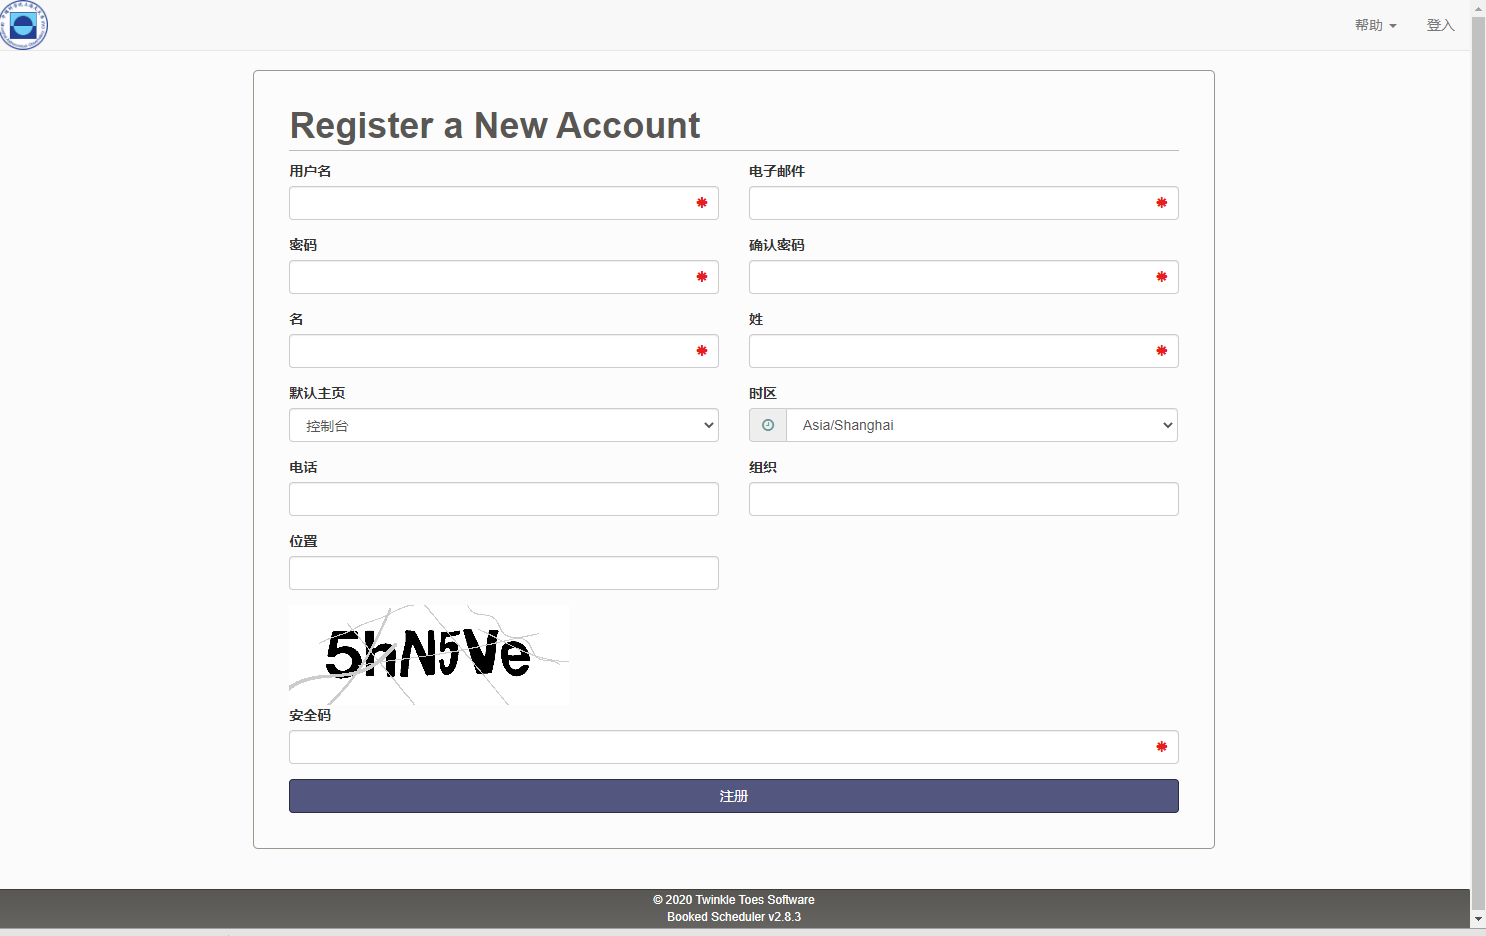 帮助
登入
Register a New Account
用户名
电子邮件
密码
确认密码
名
姓
默认主页
时区
控制台
Asia/Shanghai
电话
组织
位置
5hN5Ve
安全码
注册
© 2020 Twinkle Toes Software
Booked Scheduler v2.8.3